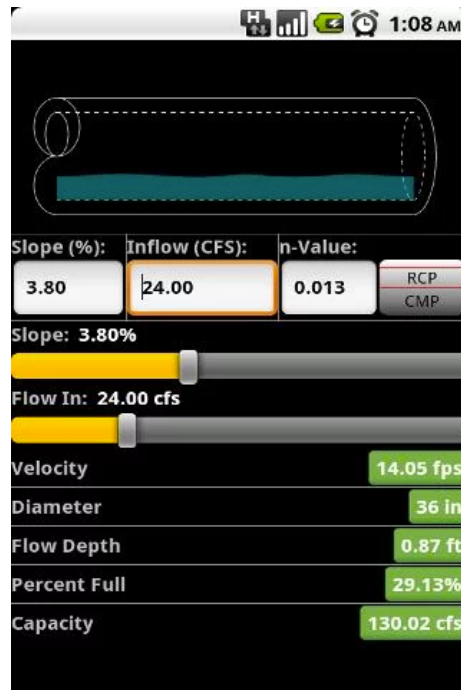 H 1:08 AM
Slope (%): Inflow (CFS): n-Value:
3.80 24.00 0.013 RCP
CMP
Slope: 3.80%
Flow In: 24.00 cfs
Velocity 14.05 fps
Diameter 36 in
Flow Depth 0.87 ft
Percent Full 29.13%
Capacity 130.02 cfs